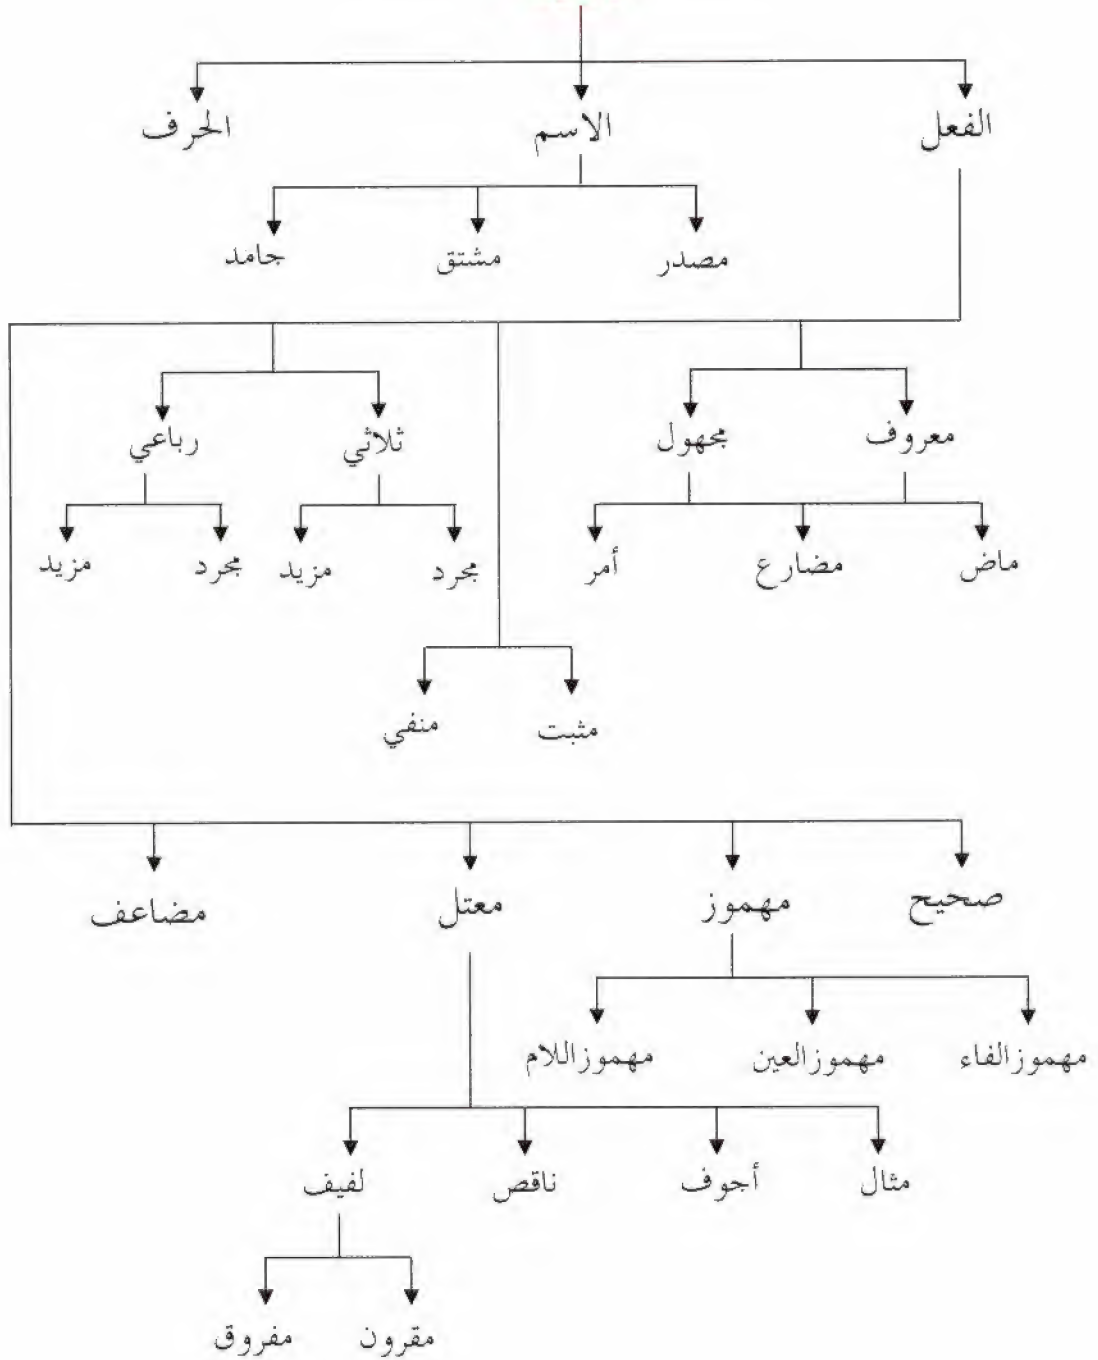 الفعل الاسم الحرف
مصدر مشتق جامد
معروف مجهول ثلاثي رباعي
ماض مضارع أمر مجرد مزيد مجرد مزيد
مثبت منفي
صحيح مهموز معتل مضاعف
مهموز الفاء مهموز العين مهموز اللام
مثال أجوف ناقص لفيف
مقرون مفروق